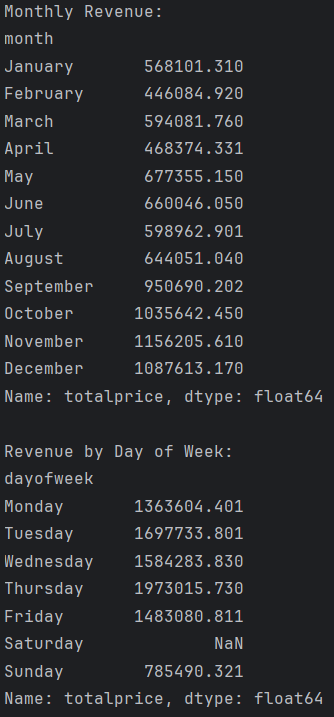 Monthly Revenue:
month
January        568101.310
February       446084.920
March          594081.760
April          468374.331
May            677355.150
June           660046.050
July           598962.901
August         644051.040
September      950690.202
October       1035642.450
November      1156205.610
December      1087613.170
Name: totalprice, dtype: float64

Revenue by Day of Week:
dayofweek
Monday        1363604.401
Tuesday       1697733.801
Wednesday     1584283.830
Thursday      1973015.730
Friday        1483080.811
Saturday              NaN
Sunday         785490.321
Name: totalprice, dtype: float64